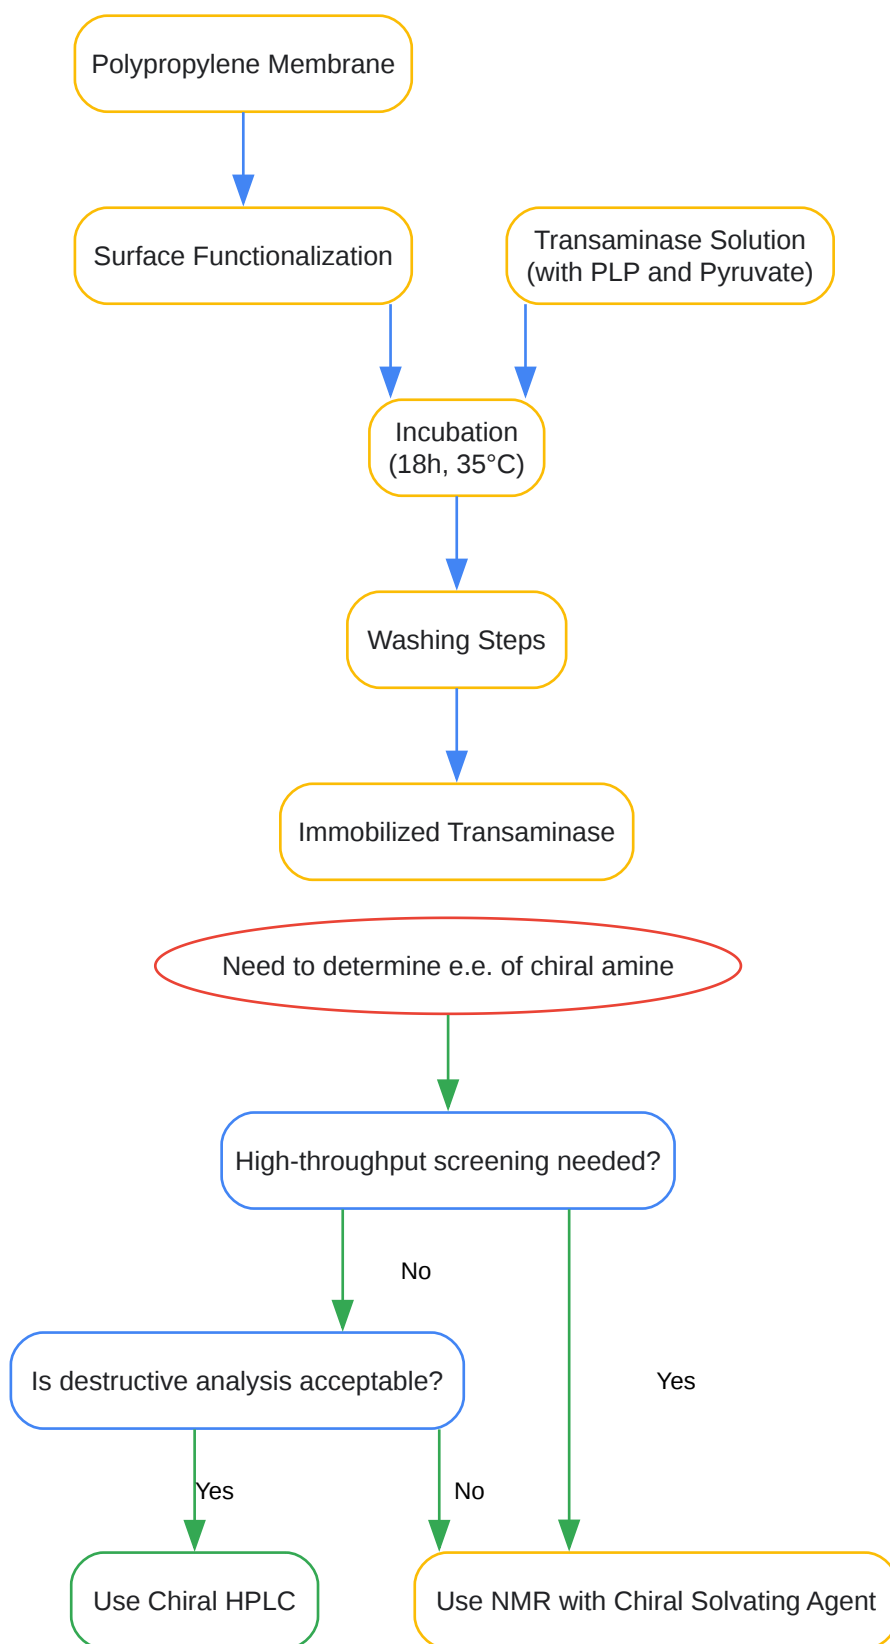 Polypropylene Membrane
Surface Functionalization
Transaminase Solution
(with PLP and Pyruvate)
Incubation
(18h, 35°C)
Washing Steps
Immobilized Transaminase
Need to determine e.e. of chiral amine
High-throughput screening needed?
No
Is destructive analysis acceptable?
Yes
Yes
No
Use Chiral HPLC
Use NMR with Chiral Solvating Agent